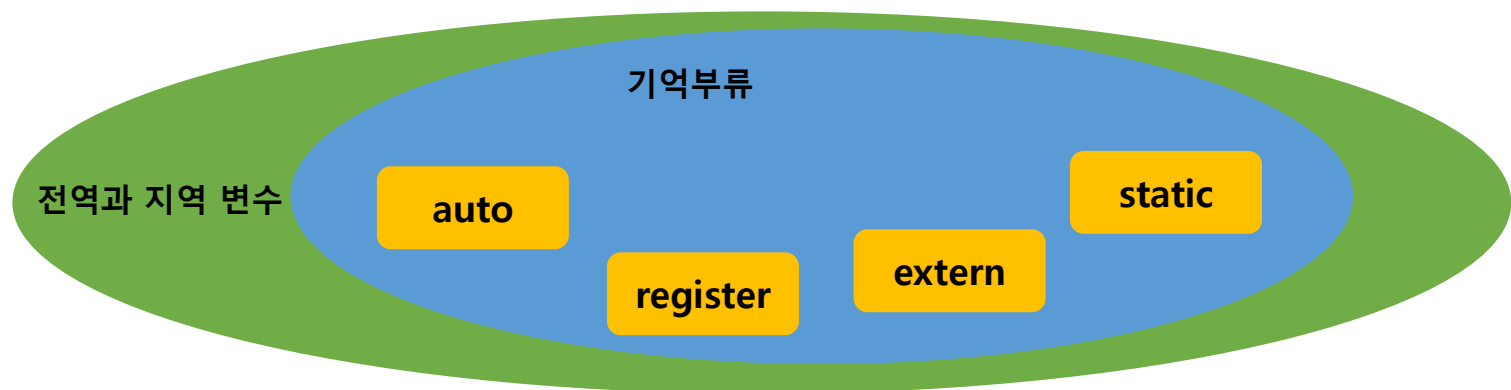 기억부류
전역과 지역 변수
auto
register
extern
static